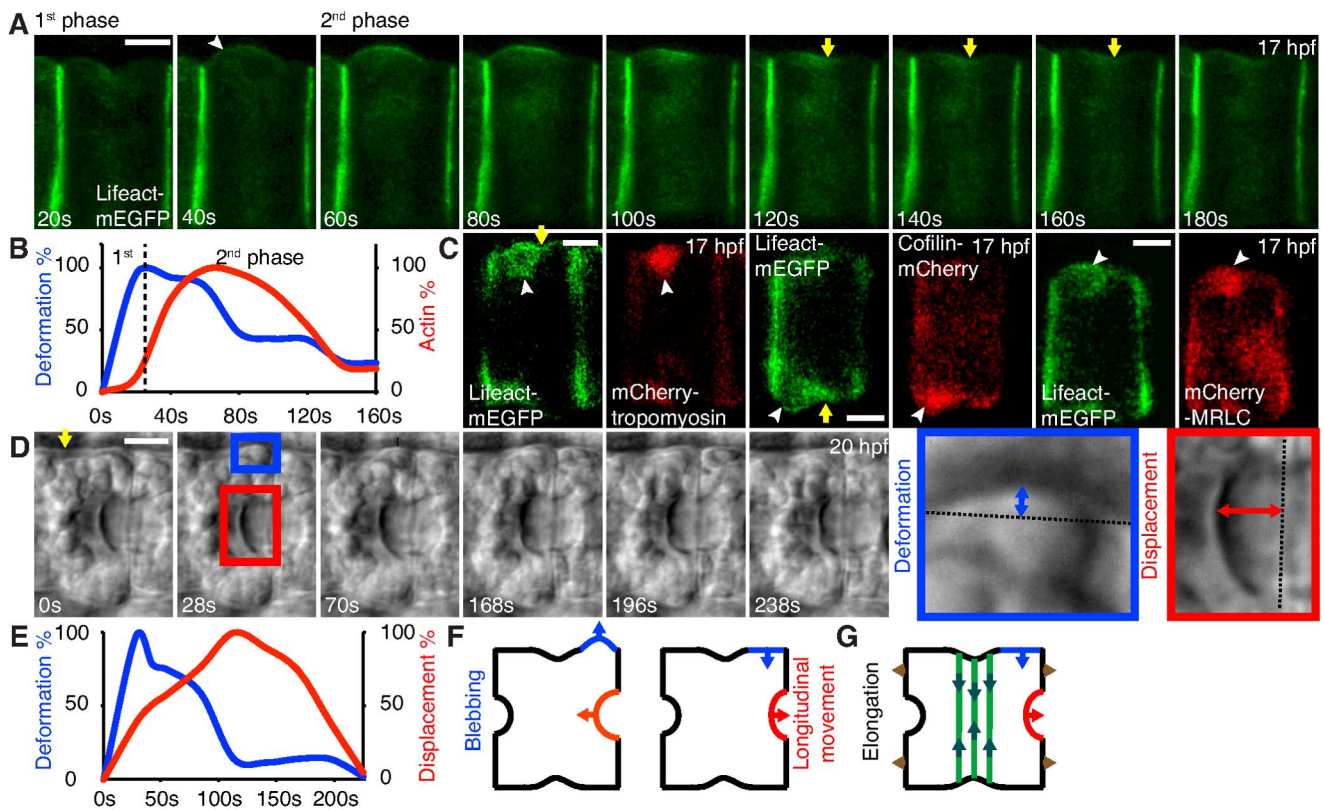 A
1st phase
2nd phase
17 hpf
Lifeact-
mEGFP
20s
40s
60s
80s
100s
120s
140s
160s
180s
B
Deformation %
100
50
0
1st
2nd phase
100
50
0
Actin %
0s
40s
80s
120s
160s
C
Lifeact-
mEGFP
17 hpf
mCherry-
tropomyosin
Lifeact-
mEGFP
Cofilin-
mCherry
17 hpf
Lifeact-
mEGFP
17 hpf
mCherry
-MRLC
D
20 hpf
0s
28s
70s
168s
196s
238s
Deformation
Displacement
E
Deformation %
100
50
0
100
50
0
Displacement %
0s
50s
100s
150s
200s
F
Blebbing
Longitudinal
movement
G
Elongation